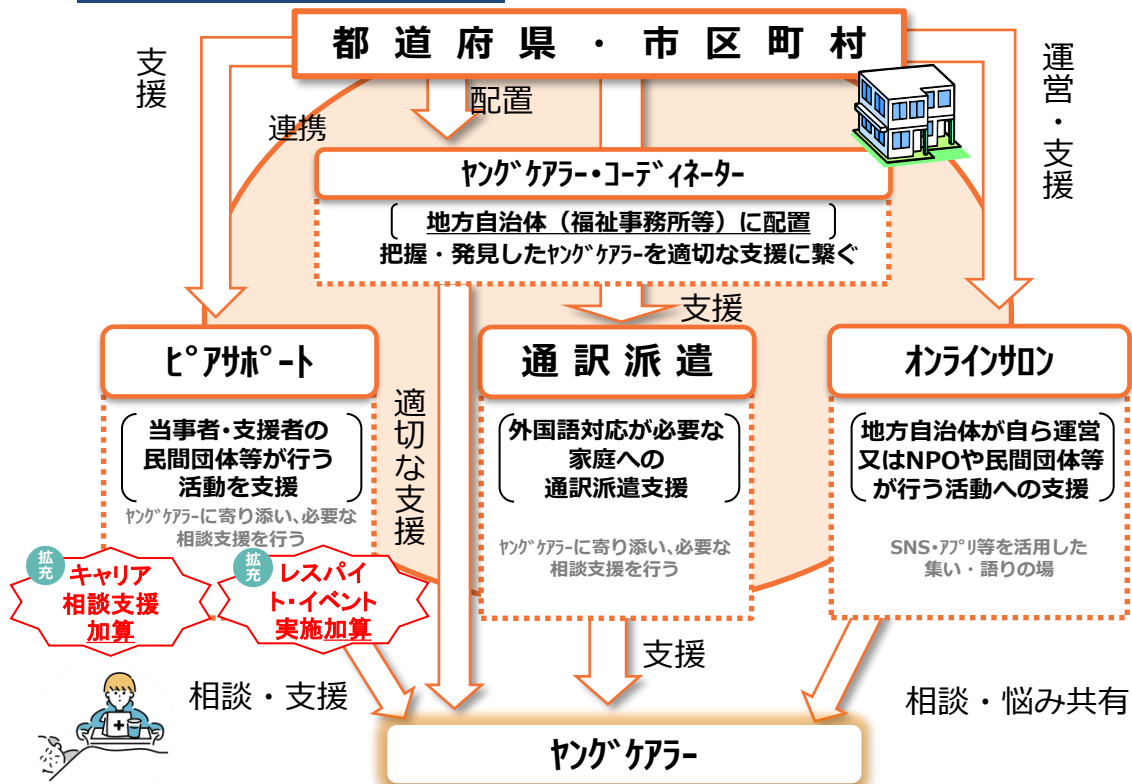 都道府県・市区町村
支援
配置
連携
運営・支援
ﾔﾝｸﾞｹｱﾗｰ・ｺｰﾃﾞｨﾈｰﾀｰ
地方自治体（福祉事務所等）に配置
把握・発見したﾔﾝｸﾞｹｱﾗｰを適切な支援に繋ぐ
支援
ﾋﾟｱｻﾎﾟｰﾄ
当事者・支援者の
民間団体等が行う
活動を支援
ﾔﾝｸﾞｹｱﾗｰに寄り添い、必要な
相談支援を行う
拡充
キャリア
相談支援
加算
拡充
レスパイ
ト・イベント
実施加算
適切な支援
通訳派遣
外国語対応が必要な
家庭への
通訳派遣支援
ﾔﾝｸﾞｹｱﾗｰに寄り添い、必要な
相談支援を行う
ｵﾝﾗｲﾝｻﾛﾝ
地方自治体が自ら運営
又はNPOや民間団体等
が行う活動への支援
SNS・ｱﾌﾟﾘ等を活用した
集い・語りの場
相談・支援
支援
相談・悩み共有
ﾔﾝｸﾞｹｱﾗｰ